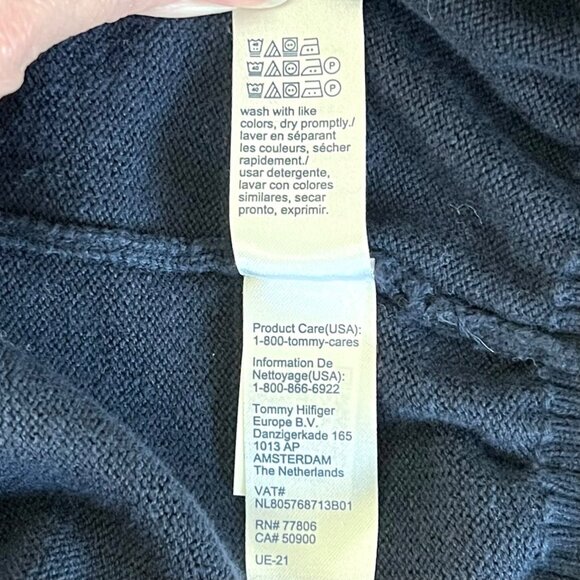 P
P
P
wash with like
colors, dry promptly./
laver en séparant
les couleurs, sécher
rapidement./
usar detergente,
lavar con colores
similares, secar
pronto, exprimir.
Product Care(USA):
1-800-tommy-cares
Information De
Nettoyage(USA):
1-800-866-6922
Tommy Hilfiger
Europe B.V.
Danzigerkade 165
1013 AP
AMSTERDAM
The Netherlands
VAT#
NL805768713B01
RN# 77806
CA# 50900
UE-21